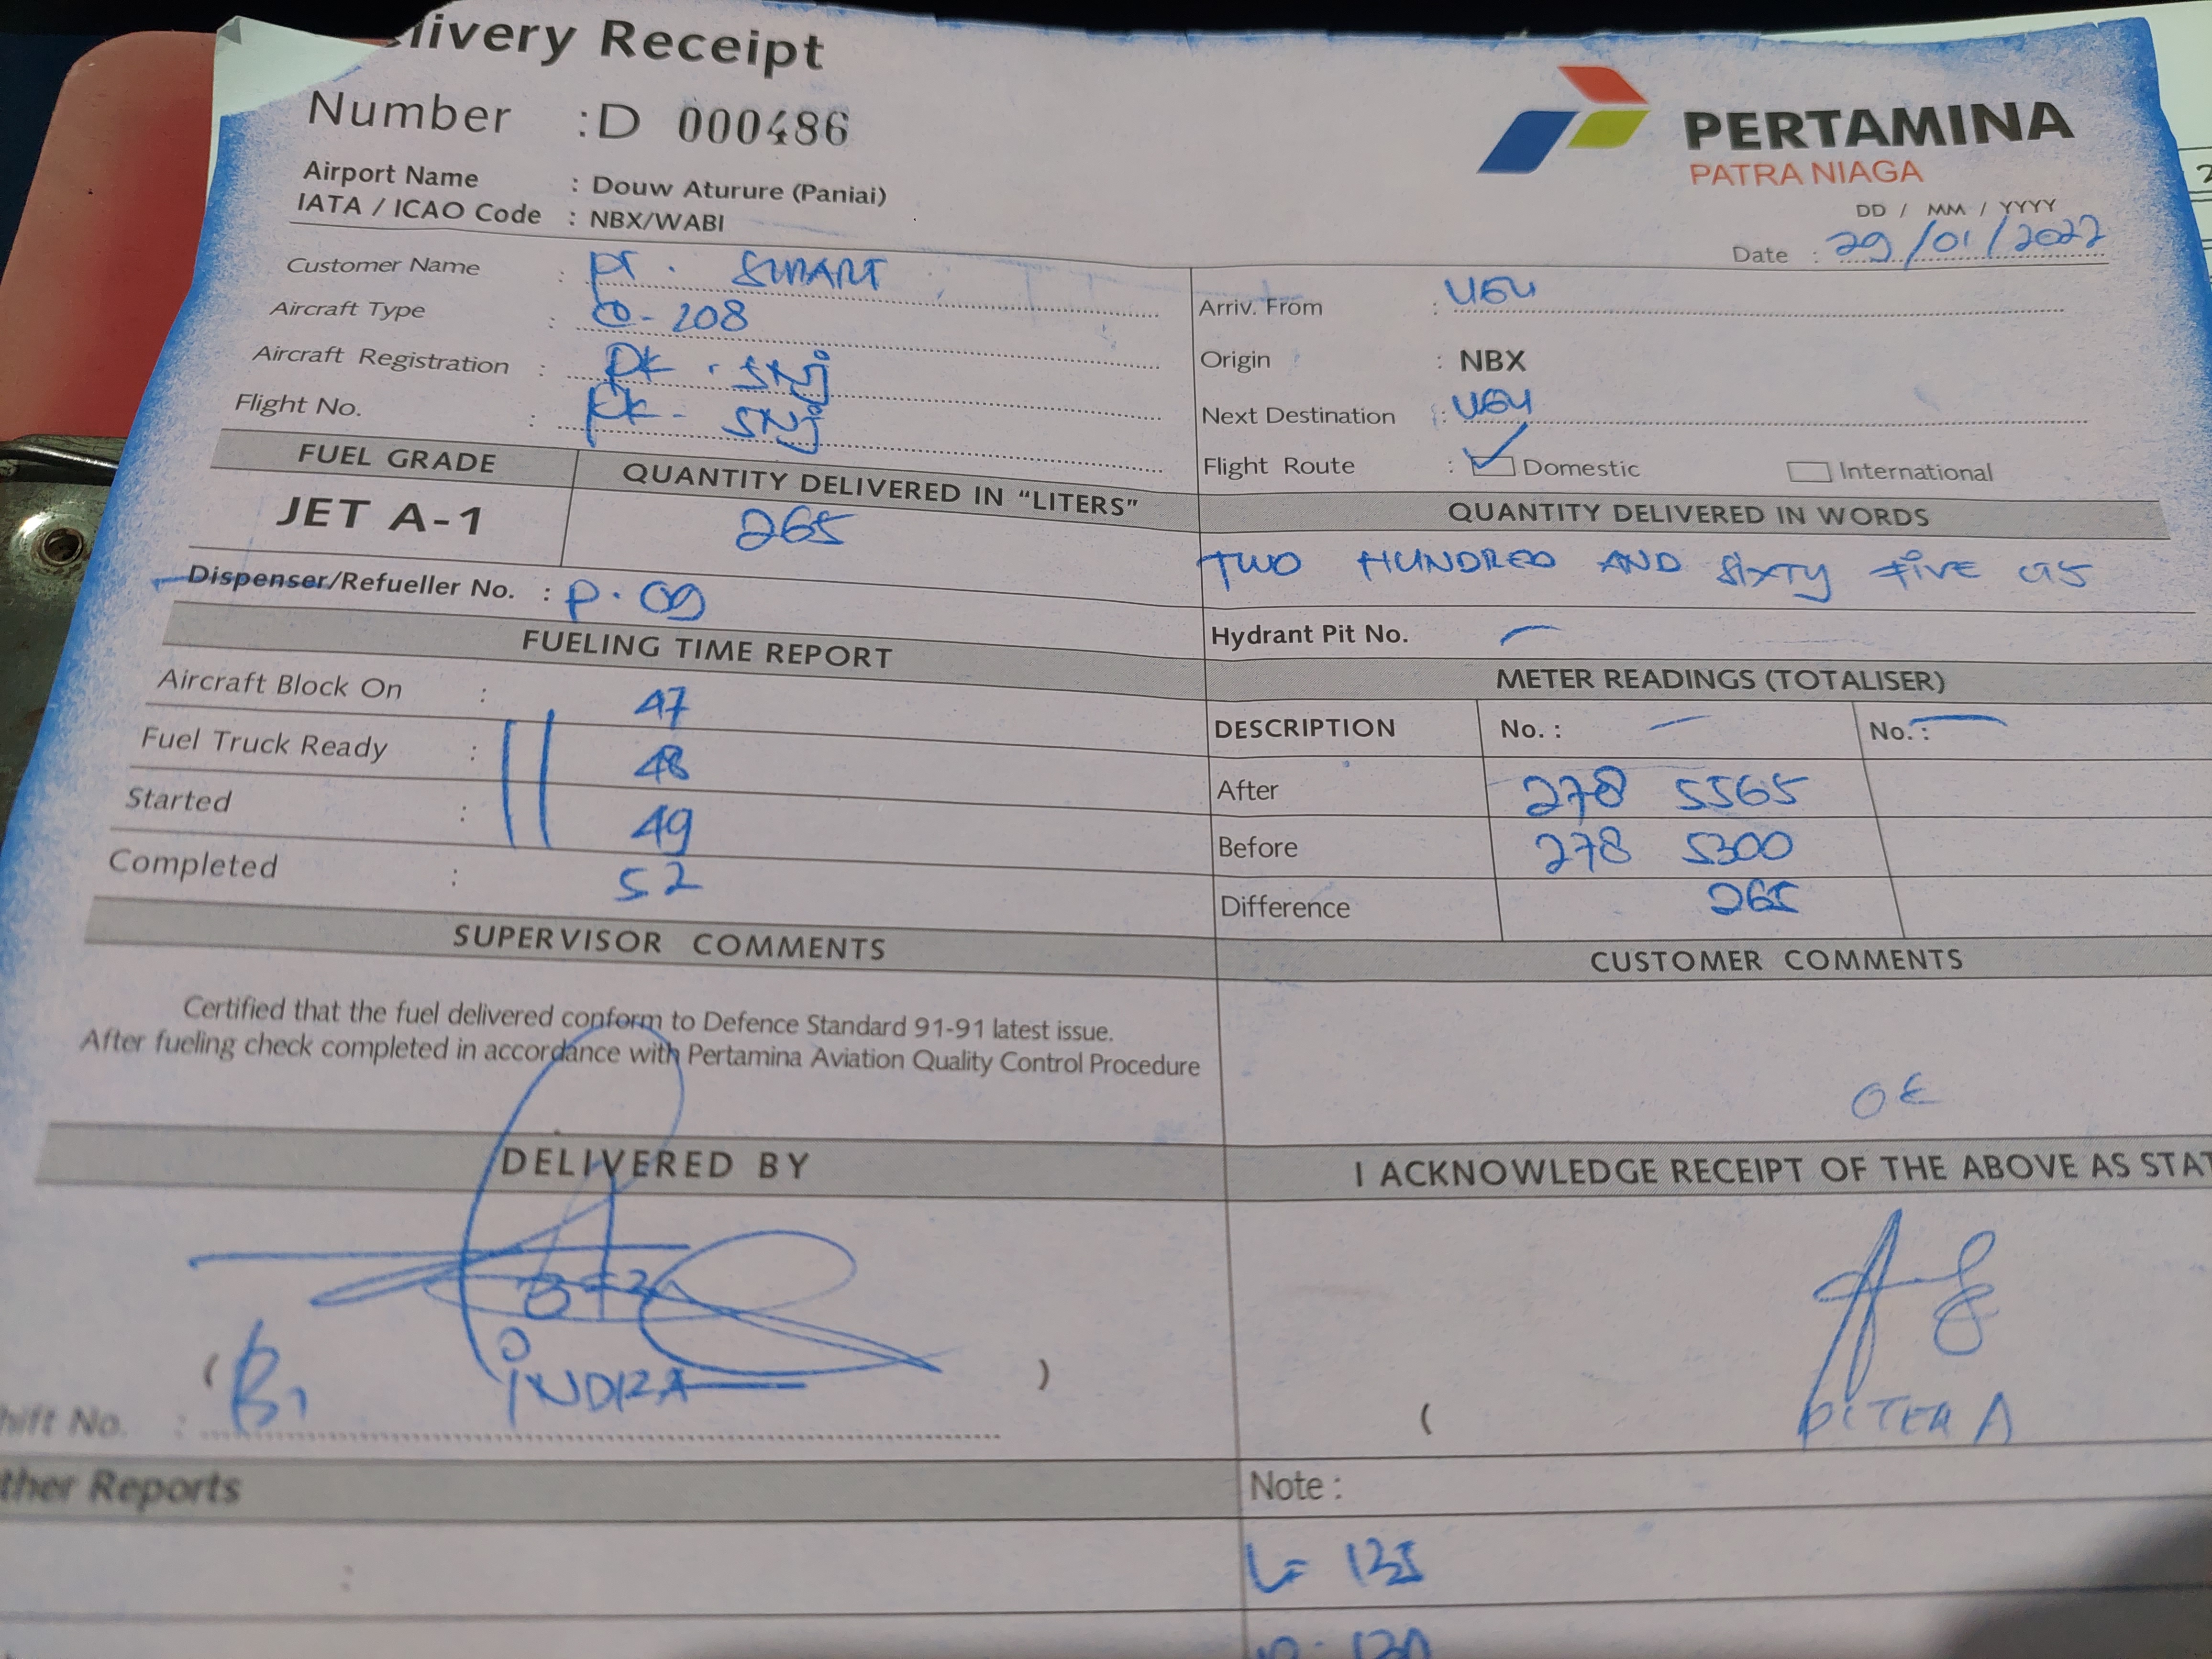 livery Receipt
Number : D 000486
PERTAMINA
PATRA NIAGA
Airport Name : Douw Aturure (Paniai)
IATA / ICAO Code : NBX/WABI
DD / MM / YYYY
Date : 29/01/2022
Customer Name : PT. SMART
Aircraft Type : C-208
Aircraft Registration : PK - SNJ
Flight No. : PK - SNJ
Arriv. From :
Origin : NBX
Next Destination :
Flight Route : Domestic International
FUEL GRADE QUANTITY DELIVERED IN “LITERS” QUANTITY DELIVERED IN WORDS
JET A-1 265 TWO HUNDRED AND SIXTY FIVE
Dispenser/Refueller No. : P. 09
Hydrant Pit No. —
FUELING TIME REPORT
Aircraft Block On : 47
Fuel Truck Ready : 48
Started : 49
Completed : 52
METER READINGS (TOTALISER)
DESCRIPTION No. : — No. : —
After 278 5565
Before 278 5300
Difference 265
SUPERVISOR COMMENTS
Certified that the fuel delivered conform to Defence Standard 91-91 latest issue.
After fueling check completed in accordance with Pertamina Aviation Quality Control Procedure
CUSTOMER COMMENTS
OK
DELIVERED BY
INDRA
I ACKNOWLEDGE RECEIPT OF THE ABOVE AS STAT
( PITER A
hift No. : B1
ther Reports
:
Note :
L= 135